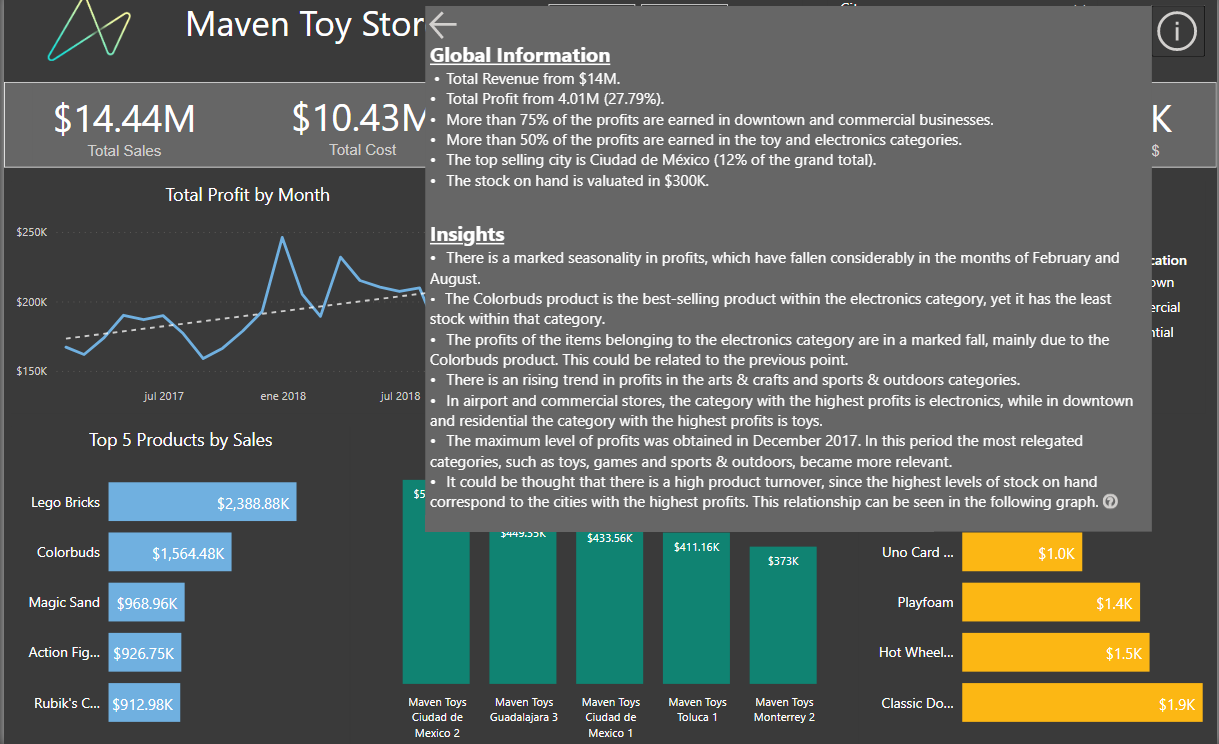 Maven Toy Stor
Global Information
• Total Revenue from $14M.
• Total Profit from 4.01M (27.79%).
• More than 75% of the profits are earned in downtown and commercial businesses.
• More than 50% of the profits are earned in the toy and electronics categories.
• The top selling city is Ciudad de México (12% of the grand total).
• The stock on hand is valued in $300K.
Insights
• There is a marked seasonality in profits, which have fallen considerably in the months of February and
August.
• The Colorbuds product is the best-selling product within the electronics category, yet it has the least
stock within that category.
• The profits of the items belonging to the electronics category are in a marked fall, mainly due to the
Colorbuds product. This could be related to the previous point.
• There is an rising trend in profits in the arts & crafts and sports & outdoors categories.
• In airport and commercial stores, the category with the highest profits is electronics, while in downtown
and residential the category with the highest profits is toys.
• The maximum level of profits was obtained in December 2017. In this period the most relegated
categories, such as toys, games and sports & outdoors, became more relevant.
• It could be thought that there is a high product turnover, since the highest levels of stock on hand
correspond to the cities with the highest profits. This relationship can be seen in the following graph.
$14.44M
Total Sales
$10.43M
Total Cost
K
$
Total Profit by Month
$250K
$200K
$150K
jul 2017
ene 2018
jul 2018
cation
own
ercial
ntial
Top 5 Products by Sales
Lego Bricks $2,388.88K
Colorbuds $1,564.48K
Magic Sand $968.96K
Action Fig... $926.75K
Rubik's C... $912.98K
$5
$449.35K
$433.56K
$411.16K
$373K
Maven Toys
Ciudad de
Mexico 2
Maven Toys
Guadalajara 3
Maven Toys
Ciudad de
Mexico 1
Maven Toys
Toluca 1
Maven Toys
Monterrey 2
Uno Card ... $1.0K
Playfoam $1.4K
Hot Wheel... $1.5K
Classic Do... $1.9K